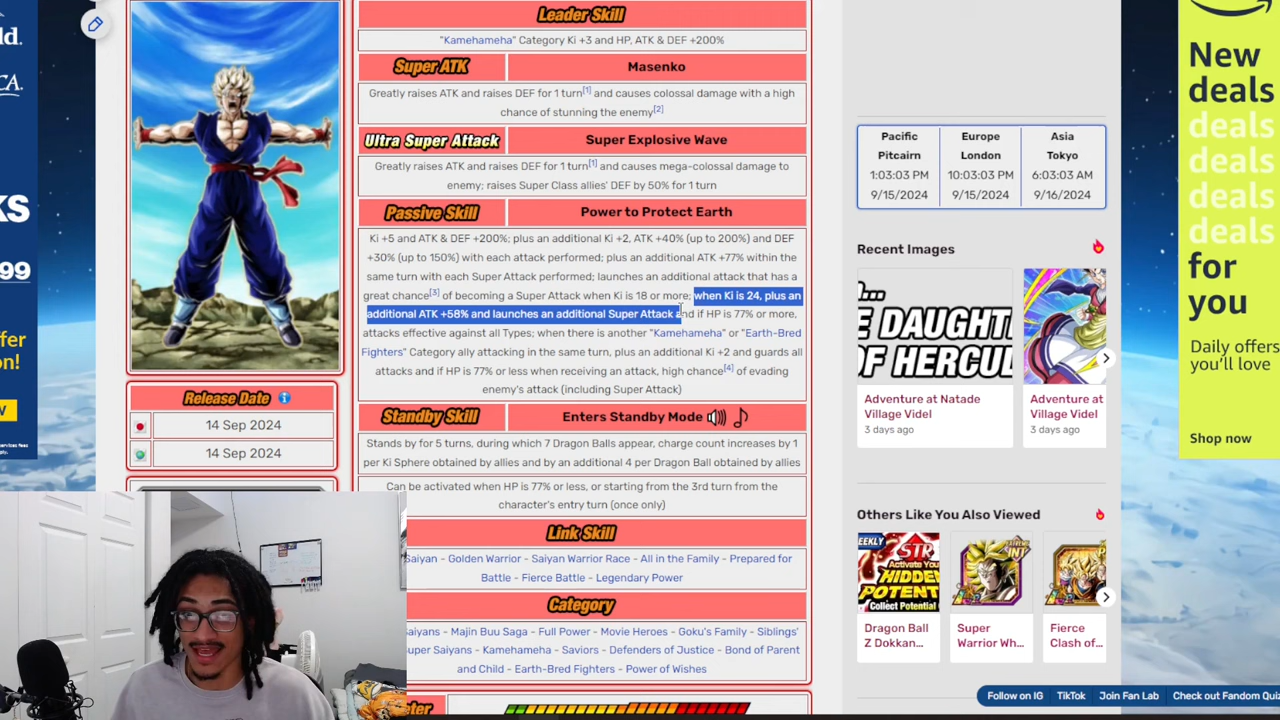 ld.
CA.
KS
99
ffer
on!
W
services fees.
Leader Skill
"Kamehameha" Category Ki +3 and HP, ATK & DEF +200%
Super ATK
Masenko
Greatly raises ATK and raises DEF for 1 turn[1] and causes colossal damage with a high
chance of stunning the enemy[2]
Ultra Super Attack
Super Explosive Wave
Greatly raises ATK and raises DEF for 1 turn[1] and causes mega-colossal damage to
enemy; raises Super Class allies' DEF by 50% for 1 turn
Passive Skill
Power to Protect Earth
Ki +5 and ATK & DEF +200%; plus an additional Ki +2, ATK +40% (up to 200%) and DEF
+30% (up to 150%) with each attack performed; plus an additional ATK +77% within the
same turn with each Super Attack performed; launches an additional attack that has a
great chance[3] of becoming a Super Attack when Ki is 18 or more; when Ki is 24, plus an
additional ATK +58% and launches an additional Super Attack and if HP is 77% or more,
attacks effective against all Types; when there is another "Kamehameha" or "Earth-Bred
Fighters" Category ally attacking in the same turn, plus an additional Ki +2 and guards all
attacks and if HP is 77% or less when receiving an attack, high chance[4] of evading
enemy's attack (including Super Attack)
Standby Skill
Enters Standby Mode
Stands by for 5 turns, during which 7 Dragon Balls appear, charge count increases by 1
per Ki Sphere obtained by allies and by an additional 4 per Dragon Ball obtained by allies
Can be activated when HP is 77% or less, or starting from the 3rd turn from the
character's entry turn (once only)
Link Skill
Saiyan - Golden Warrior - Saiyan Warrior Race - All in the Family - Prepared for
Battle - Fierce Battle - Legendary Power
Category
aiyans - Majin Buu Saga - Full Power - Movie Heroes - Goku's Family - Siblings'
uper Saiyans - Kamehameha - Saviors - Defenders of Justice - Bond of Parent
and Child - Earth-Bred Fighters - Power of Wishes
Release Date
14 Sep 2024
14 Sep 2024
Pacific
Pitcairn
1:03:03 PM
9/15/2024
Europe
London
10:03:03 PM
9/15/2024
Asia
Tokyo
6:03:03 AM
9/16/2024
Recent Images
E DAUGHT
OF HERCUL
Adventure at Natade
Village Videl
3 days ago
Adventure at
Village Videl
3 days ago
Others Like You Also Viewed
WEEKLY
STR
Activate You
HIDDE
POTENT
Collect Potential
Dragon Ball
Z Dokkan...
EXTREME
INT
Super
Warrior Wh...
Fierce
Clash of...
New
deals
deals
deals
deals
deals
for
you
Daily offers
you'll love
Shop now
Follow on IG
TikTok
Join Fan Lab
Check out Fandom Quiz